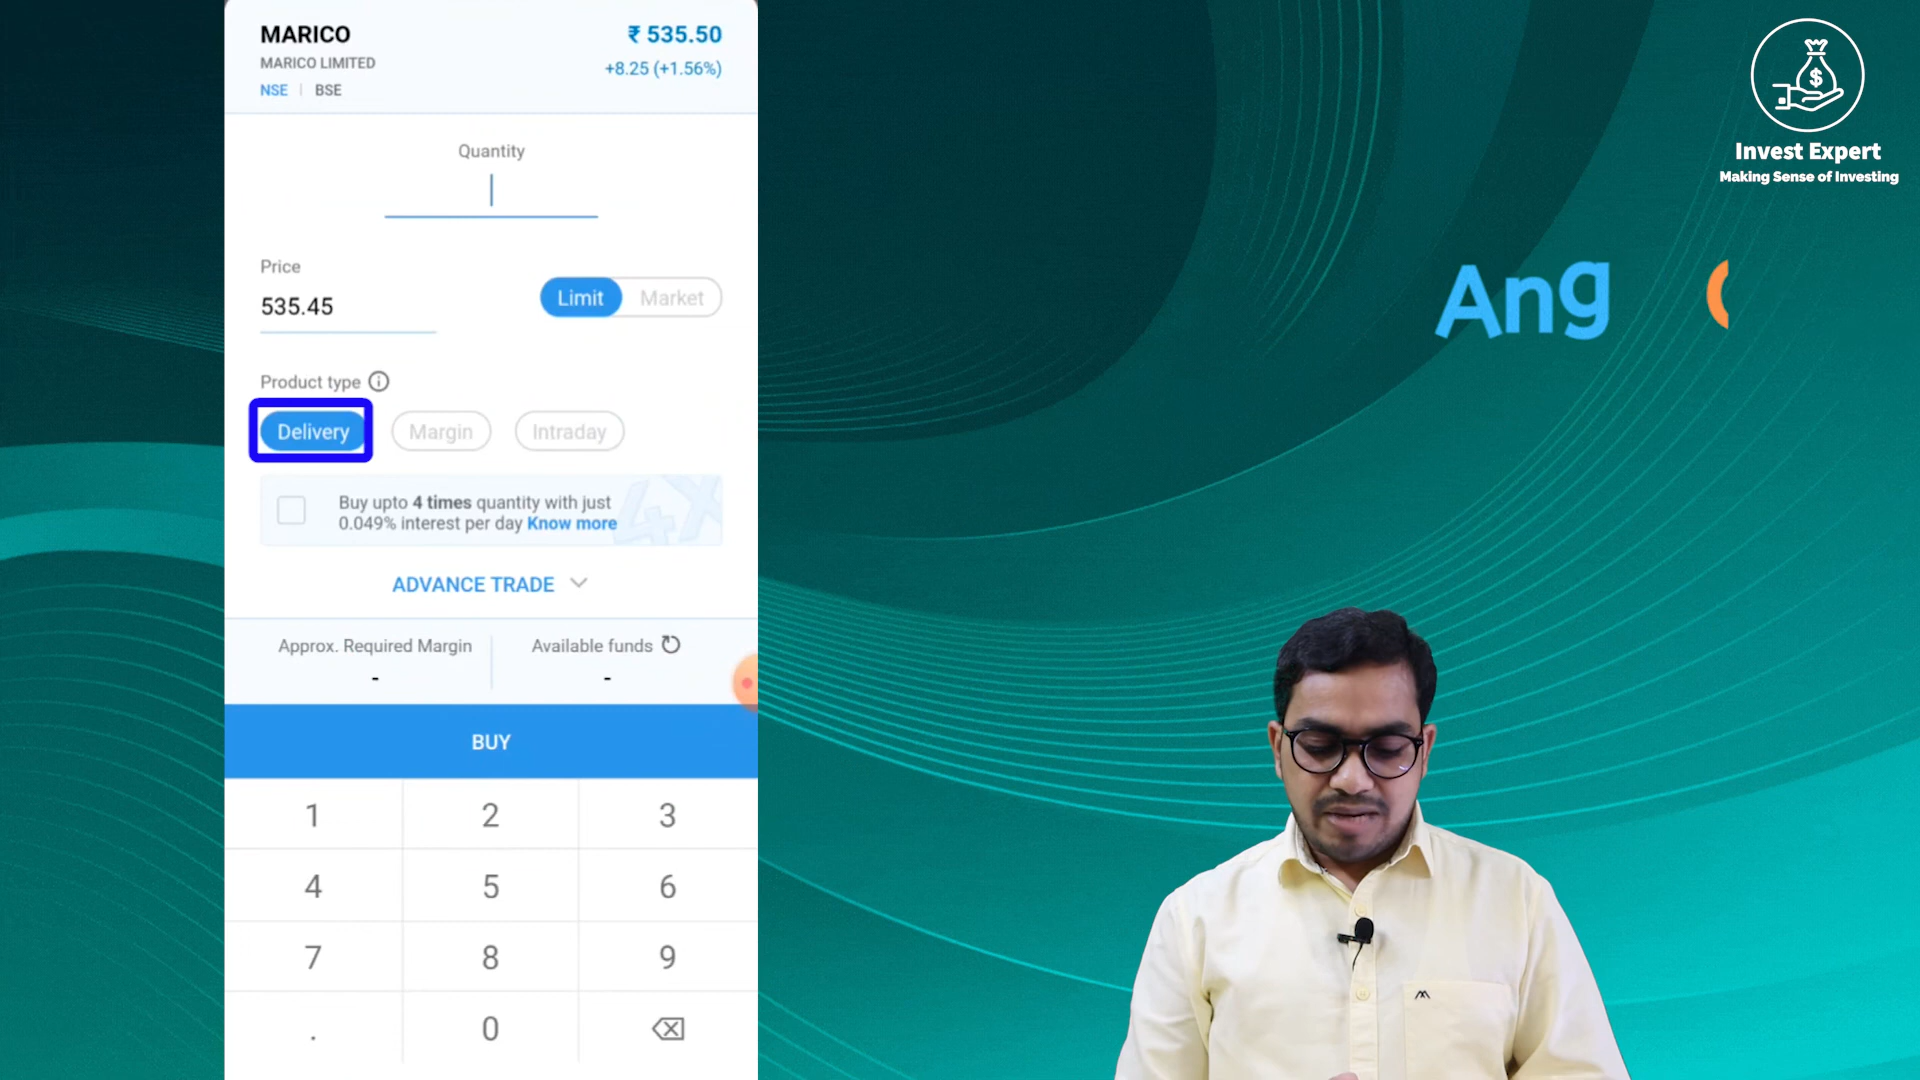 MARICO
₹ 535.50
MARICO LIMITED
+8.25 (+1.56%)
NSE | BSE
Quantity
Price
535.45
Limit
Market
Product type
Delivery
Margin
Intraday
Buy upto 4 times quantity with just
0.049% interest per day Know more
4X
ADVANCE TRADE
Approx. Required Margin
-
Available funds
-
BUY
1 2 3
4 5 6
7 8 9
. 0
Invest Expert
Making Sense of Investing
Ang